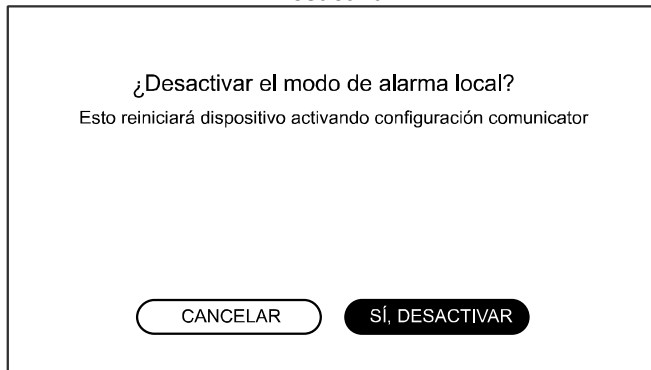 ¿Desactivar el modo de alarma local?
Esto reiniciará dispositivo activando configuración comunicator
CANCELAR
SÍ, DESACTIVAR